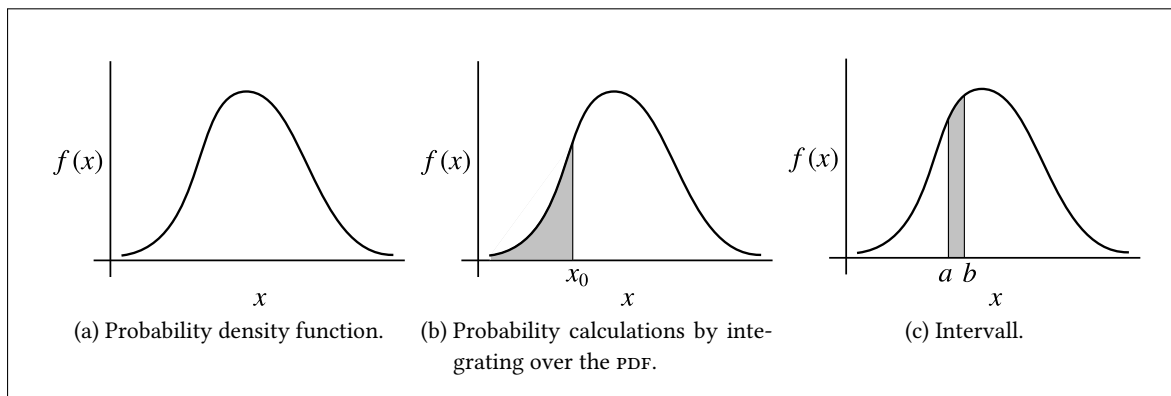 f(x)
x
(a) Probability density function.
f(x)
x₀
x
(b) Probability calculations by inte-
grating over the PDF.
f(x)
a b
x
(c) Intervall.